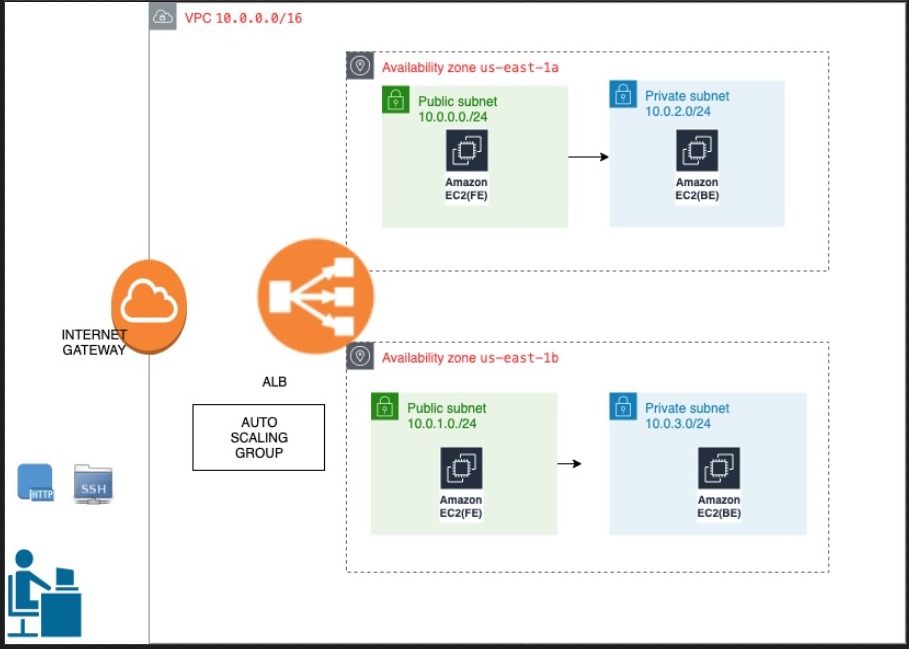 VPC 10.0.0.0/16
Availability zone us-east-1a
Public subnet
10.0.0.0./24
Amazon
EC2(FE)
Private subnet
10.0.2.0/24
Amazon
EC2(BE)
INTERNET
GATEWAY
ALB
AUTO
SCALING
GROUP
Availability zone us-east-1b
Public subnet
10.0.1.0./24
Amazon
EC2(FE)
Private subnet
10.0.3.0/24
Amazon
EC2(BE)
HTTP
SSH